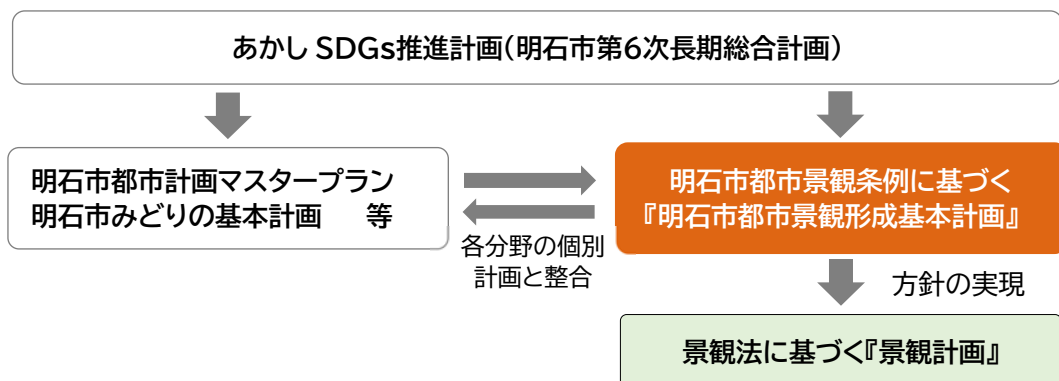 あかし SDGs推進計画(明石市第6次長期総合計画)
明石市都市計画マスタープラン
明石市みどりの基本計画　等
各分野の個別
計画と整合
明石市都市景観条例に基づく
『明石市都市景観形成基本計画』
方針の実現
景観法に基づく『景観計画』